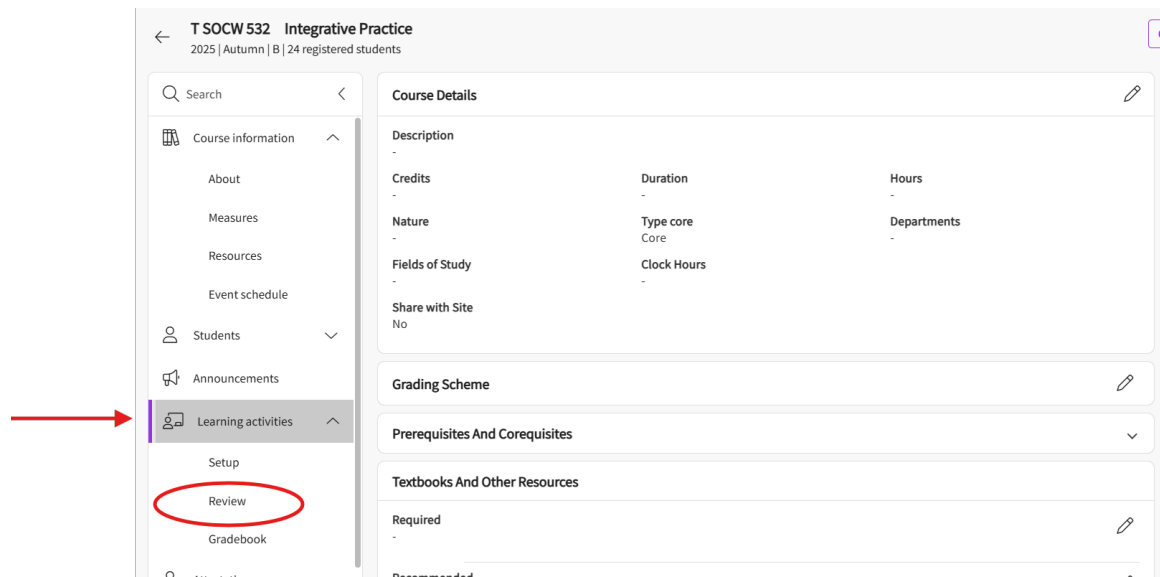 T SOCW 532 Integrative Practice
2025 | Autumn | B | 24 registered students
Search
Course information
About
Measures
Resources
Event schedule
Students
Announcements
Learning activities
Setup
Review
Gradebook
Course Details
Description
-
Credits Duration Hours
- - -
Nature Type core Departments
- Core -
Fields of Study Clock Hours
- -
Share with Site
No
Grading Scheme
Prerequisites And Corequisites
Textbooks And Other Resources
Required
-
Recommended